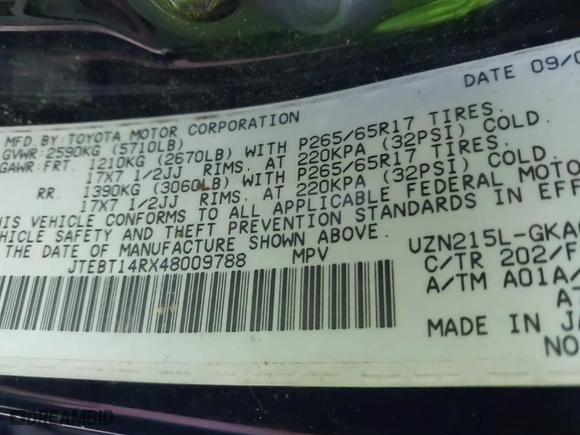 DATE 09/0
MFD. BY: TOYOTA MOTOR CORPORATION
GVWR: 2590KG (5710LB)
GAWR: FRT. 1210KG (2670LB) WITH P265/65R17 TIRES.
17X7 1/2JJ RIMS. AT 220KPA (32PSI) COLD.
RR. 1390KG (3060LB) WITH P265/65R17 TIRES.
17X7 1/2JJ RIMS. AT 220KPA (32PSI) COLD.
HIS VEHICLE CONFORMS TO ALL APPLICABLE FEDERAL MOTO
EHICLE SAFETY AND THEFT PREVENTION STANDARDS IN EFF
THE DATE OF MANUFACTURE SHOWN ABOVE.
JTEBT14RX48009788 MPV
UZN215L-GKA
C/TR 202/F
A/TM A01A/
A-
MADE IN JA
NO
DREAMBID